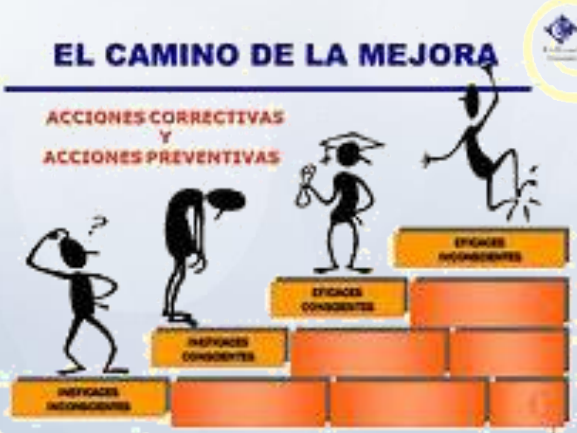 EL CAMINO DE LA MEJORA
ACCIONES CORRECTIVAS
Y
ACCIONES PREVENTIVAS
?
EFICACES
INCONSCIENTES
EFICACES
CONSCIENTES
INEFICACES
CONSCIENTES
INEFICACES
INCONSCIENTES